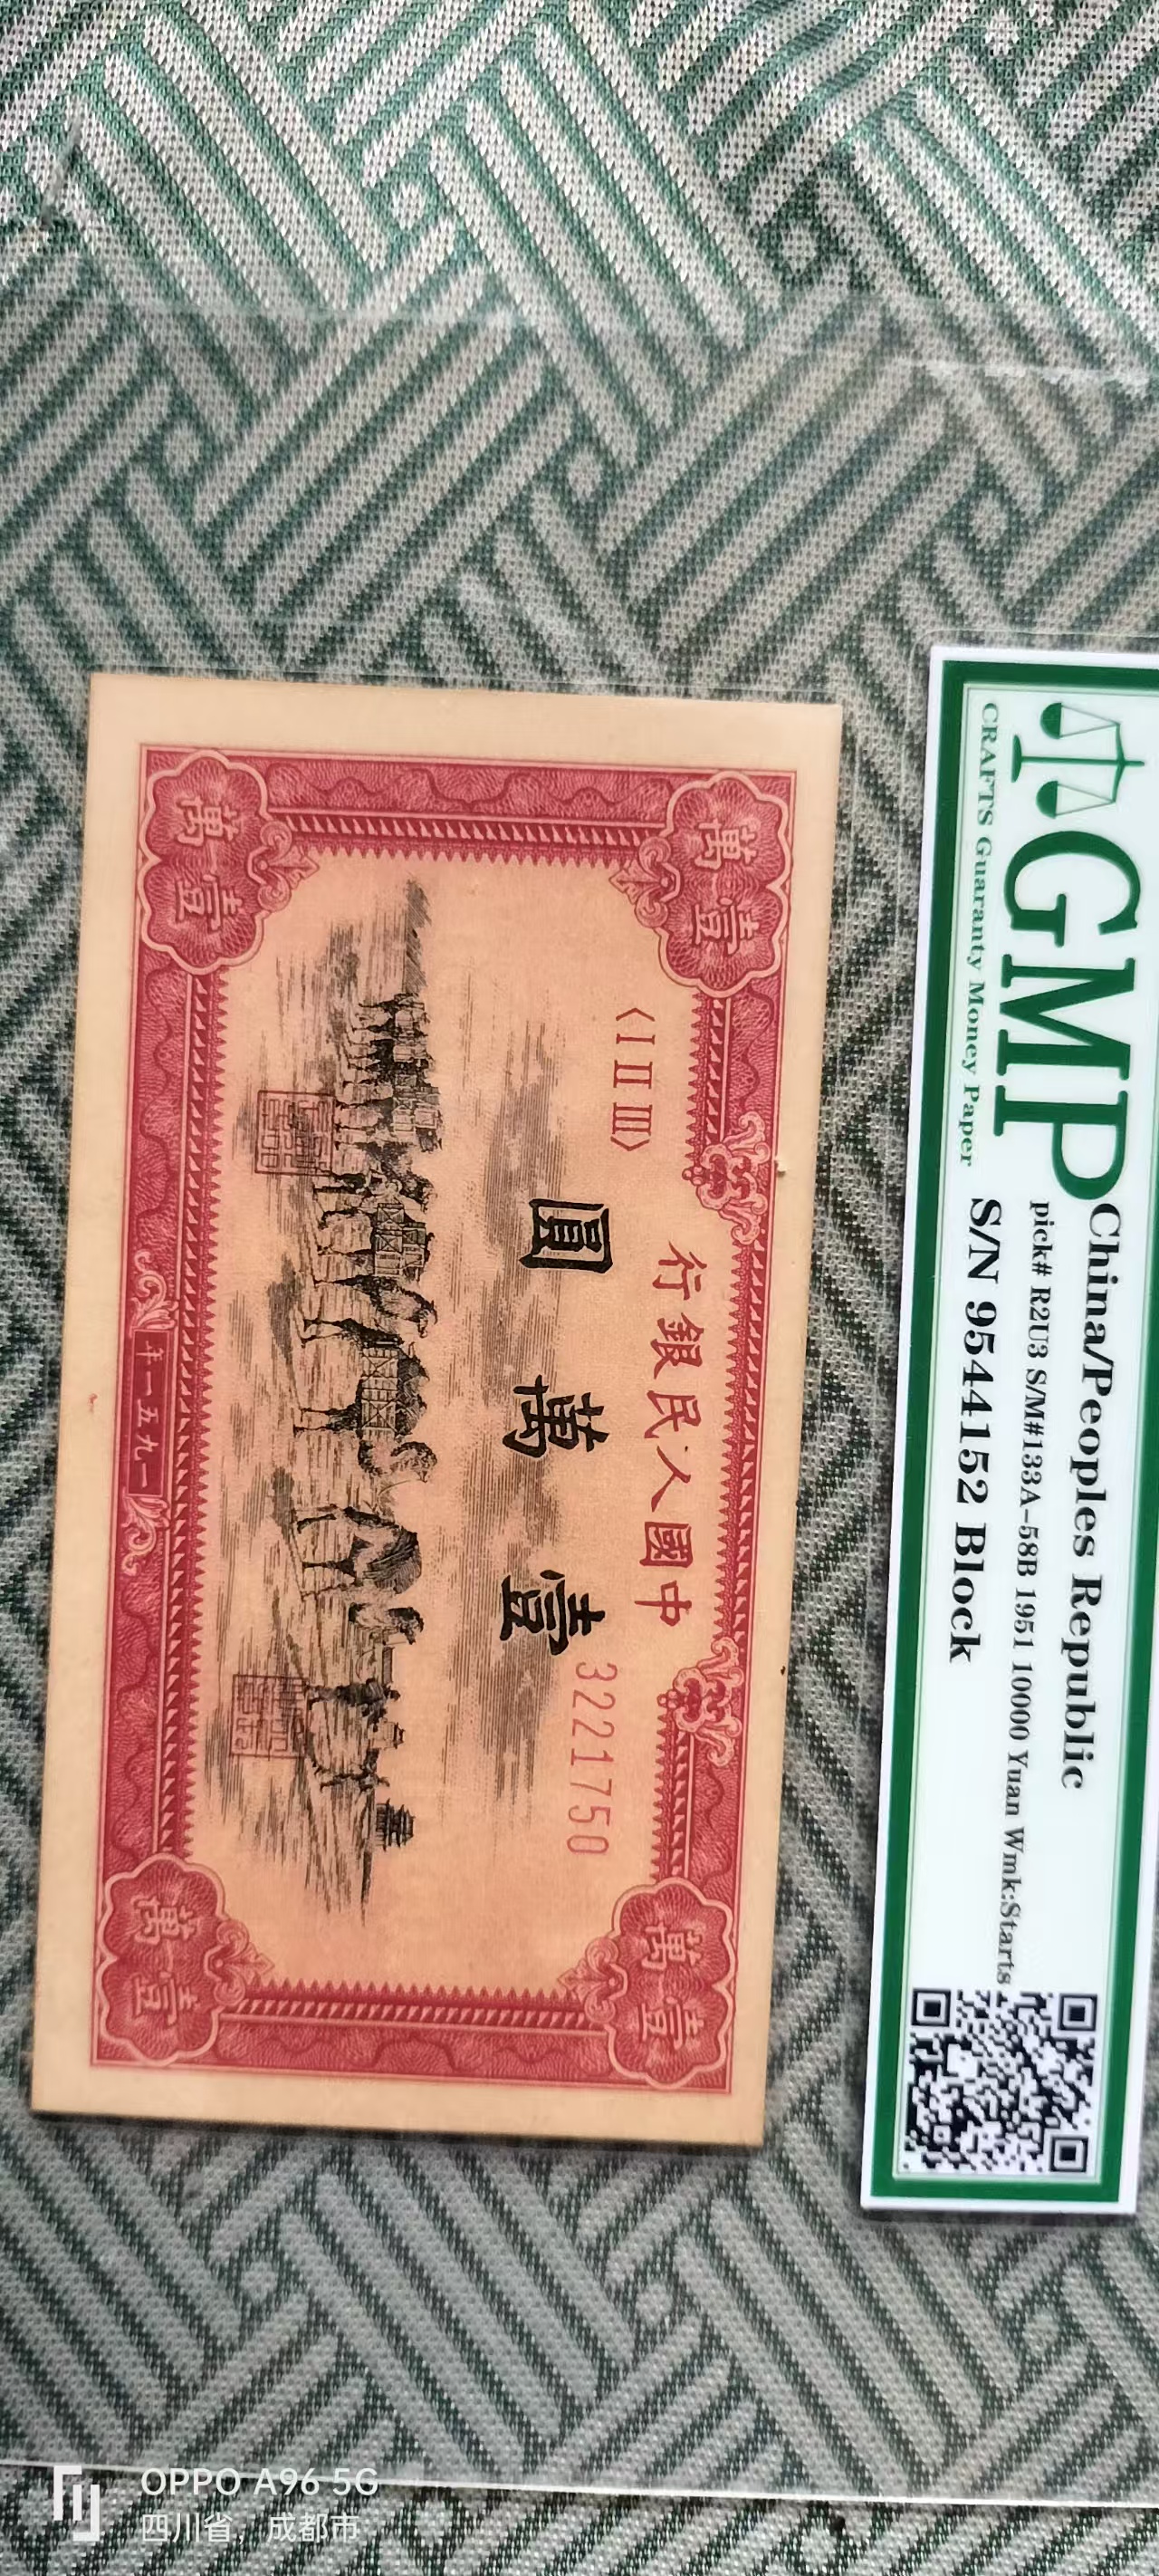 中國人民銀行
〈I II III〉
3221750
壹萬圓
壹萬
壹萬
壹萬
壹萬
一九五一年
GMP
CRAFTS Guaranty Money Paper
China/Peoples Republic
pick# R2U3 S/M#133A-58B 1951 10000 Yuan Wmk:Starts
S/N 9544152 Block
OPPO A96 5G
四川省，成都市